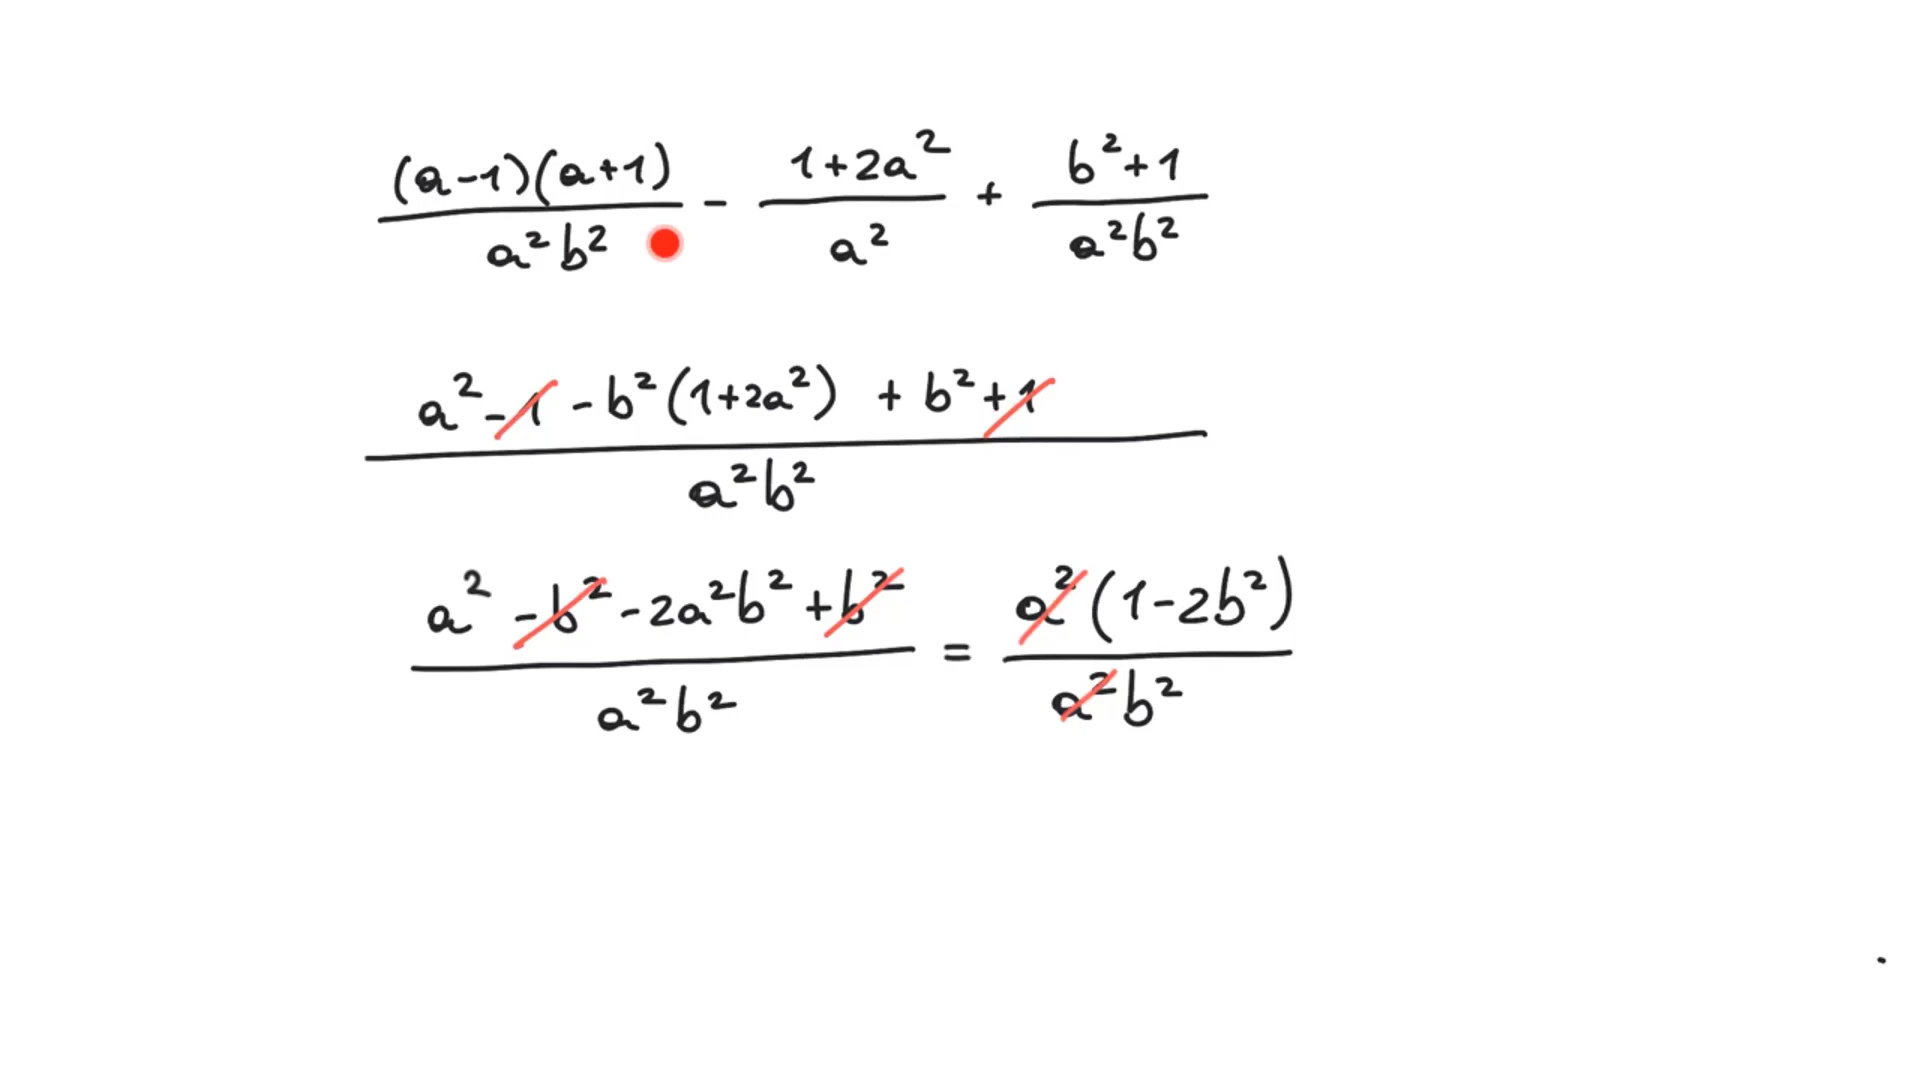 (a-1)(a+1)/a²b² - 1+2a²/a² + b²+1/a²b²
a²-1-b²(1+2a²) + b²+1/a²b²
a²-b²-2a²b²+b²/a²b² = a²(1-2b²)/a²b²